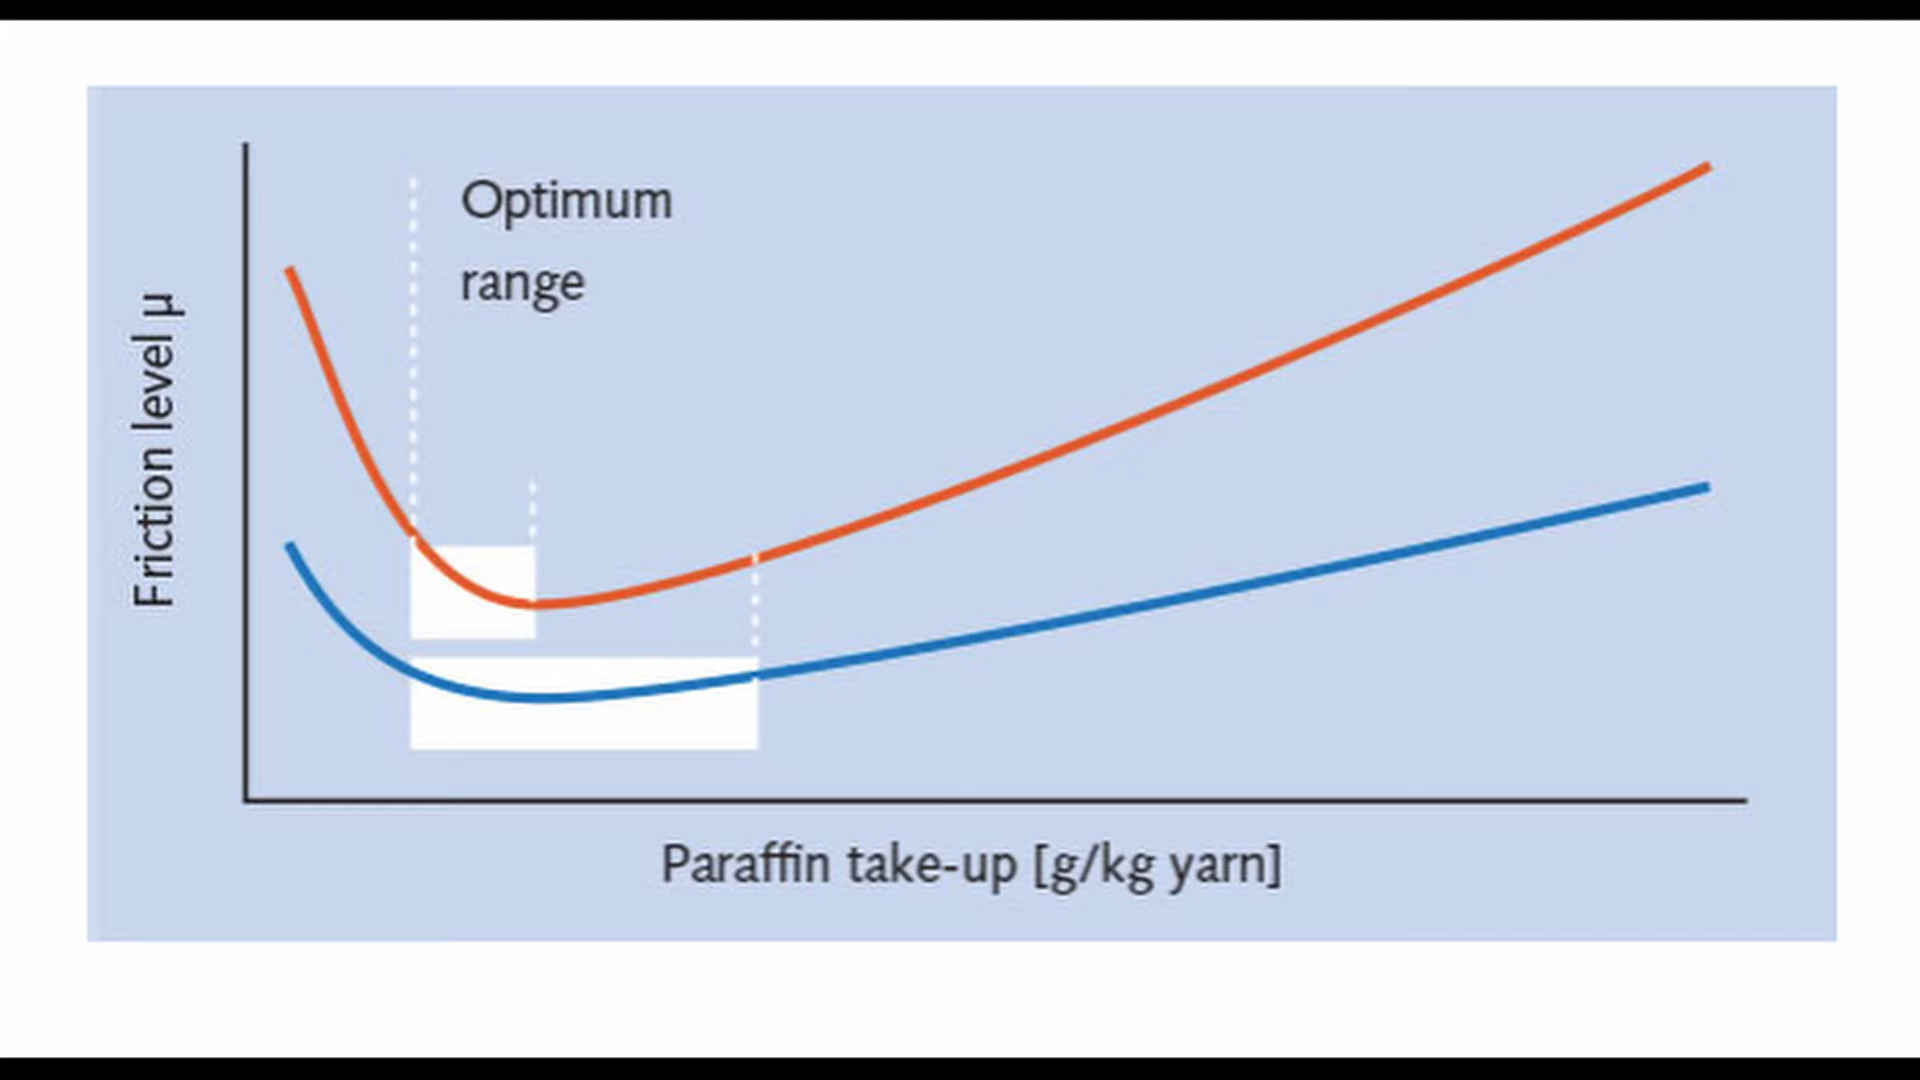 Optimum
range
Friction level µ
Paraffin take-up [g/kg yarn]